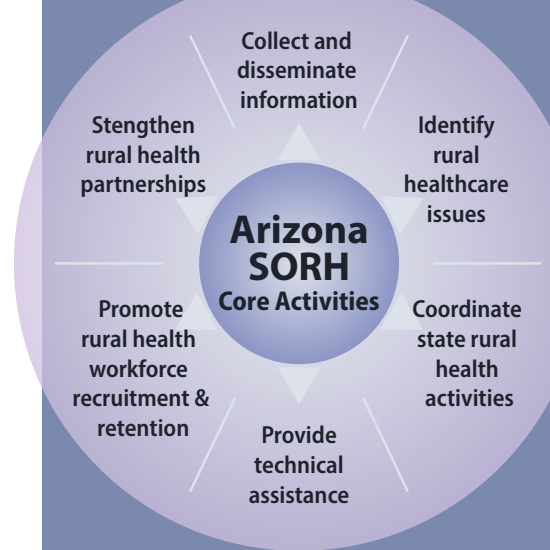 Collect and
disseminate
information
Identify
rural
healthcare
issues
Coordinate
state rural
health
activities
Provide
technical
assistance
Promote
rural health
workforce
recruitment &
retention
Stengthen
rural health
partnerships
Arizona
SORH
Core Activities